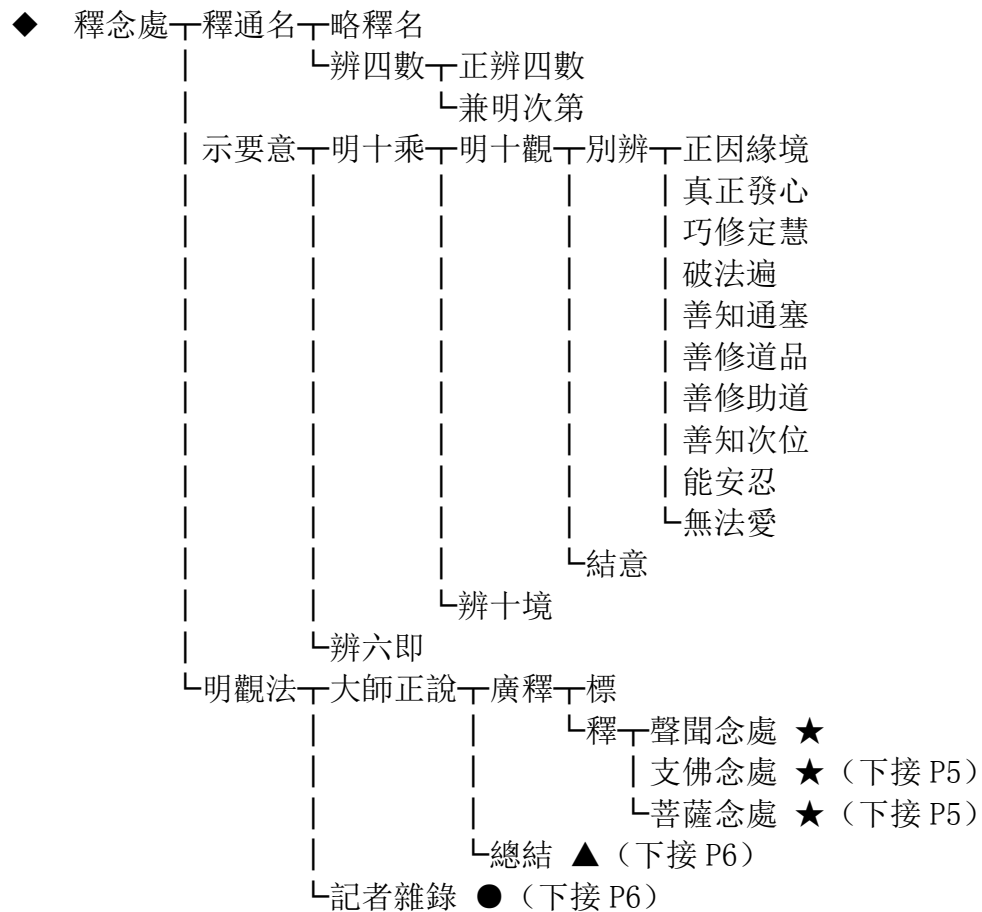 ◆ 釋念處┬釋通名┬略釋名
│ └辨四數┬正辨四數
│ └兼明次第
│示要意┬明十乘┬明十觀┬別辨┬正因緣境
│ │ │ │ │真正發心
│ │ │ │ │巧修定慧
│ │ │ │ │破法遍
│ │ │ │ │善知通塞
│ │ │ │ │善修道品
│ │ │ │ │善修助道
│ │ │ │ │善知次位
│ │ │ │ │能安忍
│ │ │ │ └無法愛
│ │ │ └結意
│ │ └辨十境
│ └辨六即
└明觀法┬大師正說┬廣釋┬標
│ │ └釋┬聲聞念處 ★
│ │ │支佛念處 ★（下接 P5）
│ │ └菩薩念處 ★（下接 P5）
│ └總結 ▲（下接 P6）
└記者雜錄 ●（下接 P6）